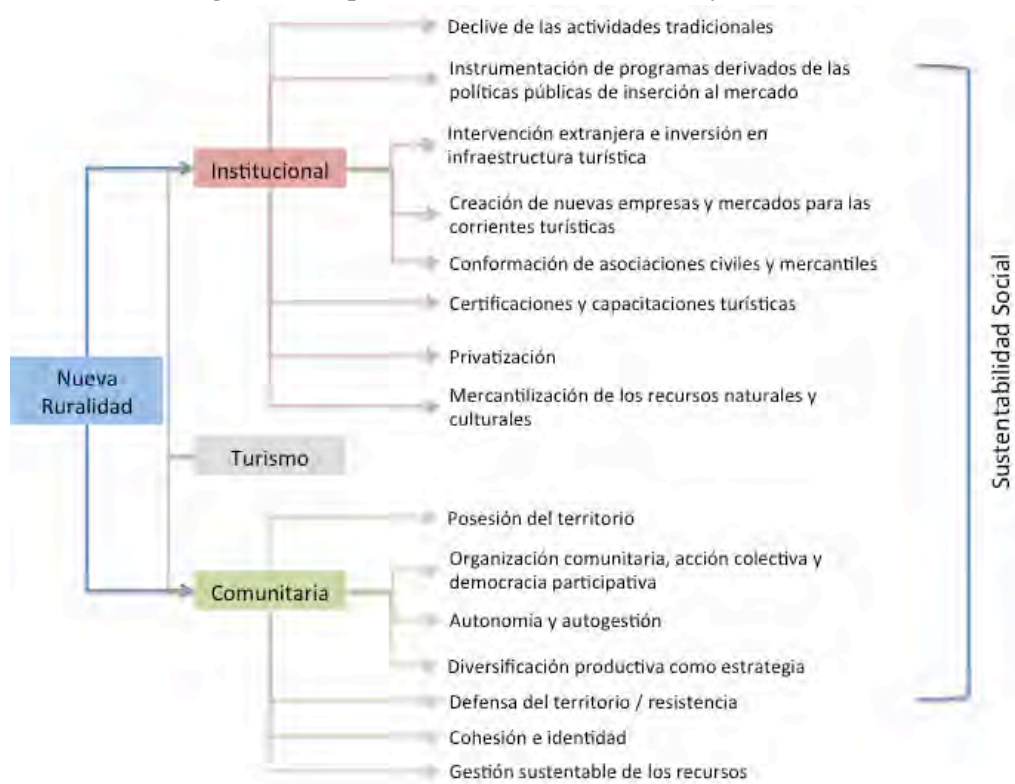 Declive de las actividades tradicionales
Instrumentación de programas derivados de las
políticas públicas de inserción al mercado
Intervención extranjera e inversión en
infraestructura turística
Institucional
Creación de nuevas empresas y mercados para las
corrientes turísticas
Conformación de asociaciones civiles y mercantiles
Certificaciones y capacitaciones turísticas
Privatización
Mercantilización de los recursos naturales y
culturales
Nueva
Ruralidad
Turismo
Posesión del territorio
Organización comunitaria, acción colectiva y
democracia participativa
Comunitaria
Autonomía y autogestión
Diversificación productiva como estrategia
Defensa del territorio / resistencia
Cohesión e identidad
Gestión sustentable de los recursos
Sustentabilidad Social